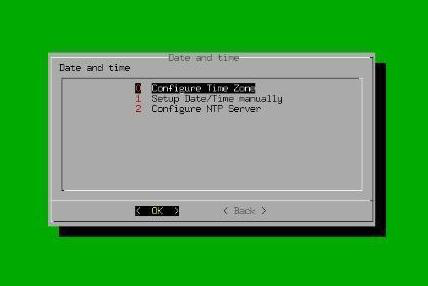 Date and time
Date and time
0 Configure Time Zone
1 Setup Date/Time manually
2 Configure NTP Server
< OK > < Back >